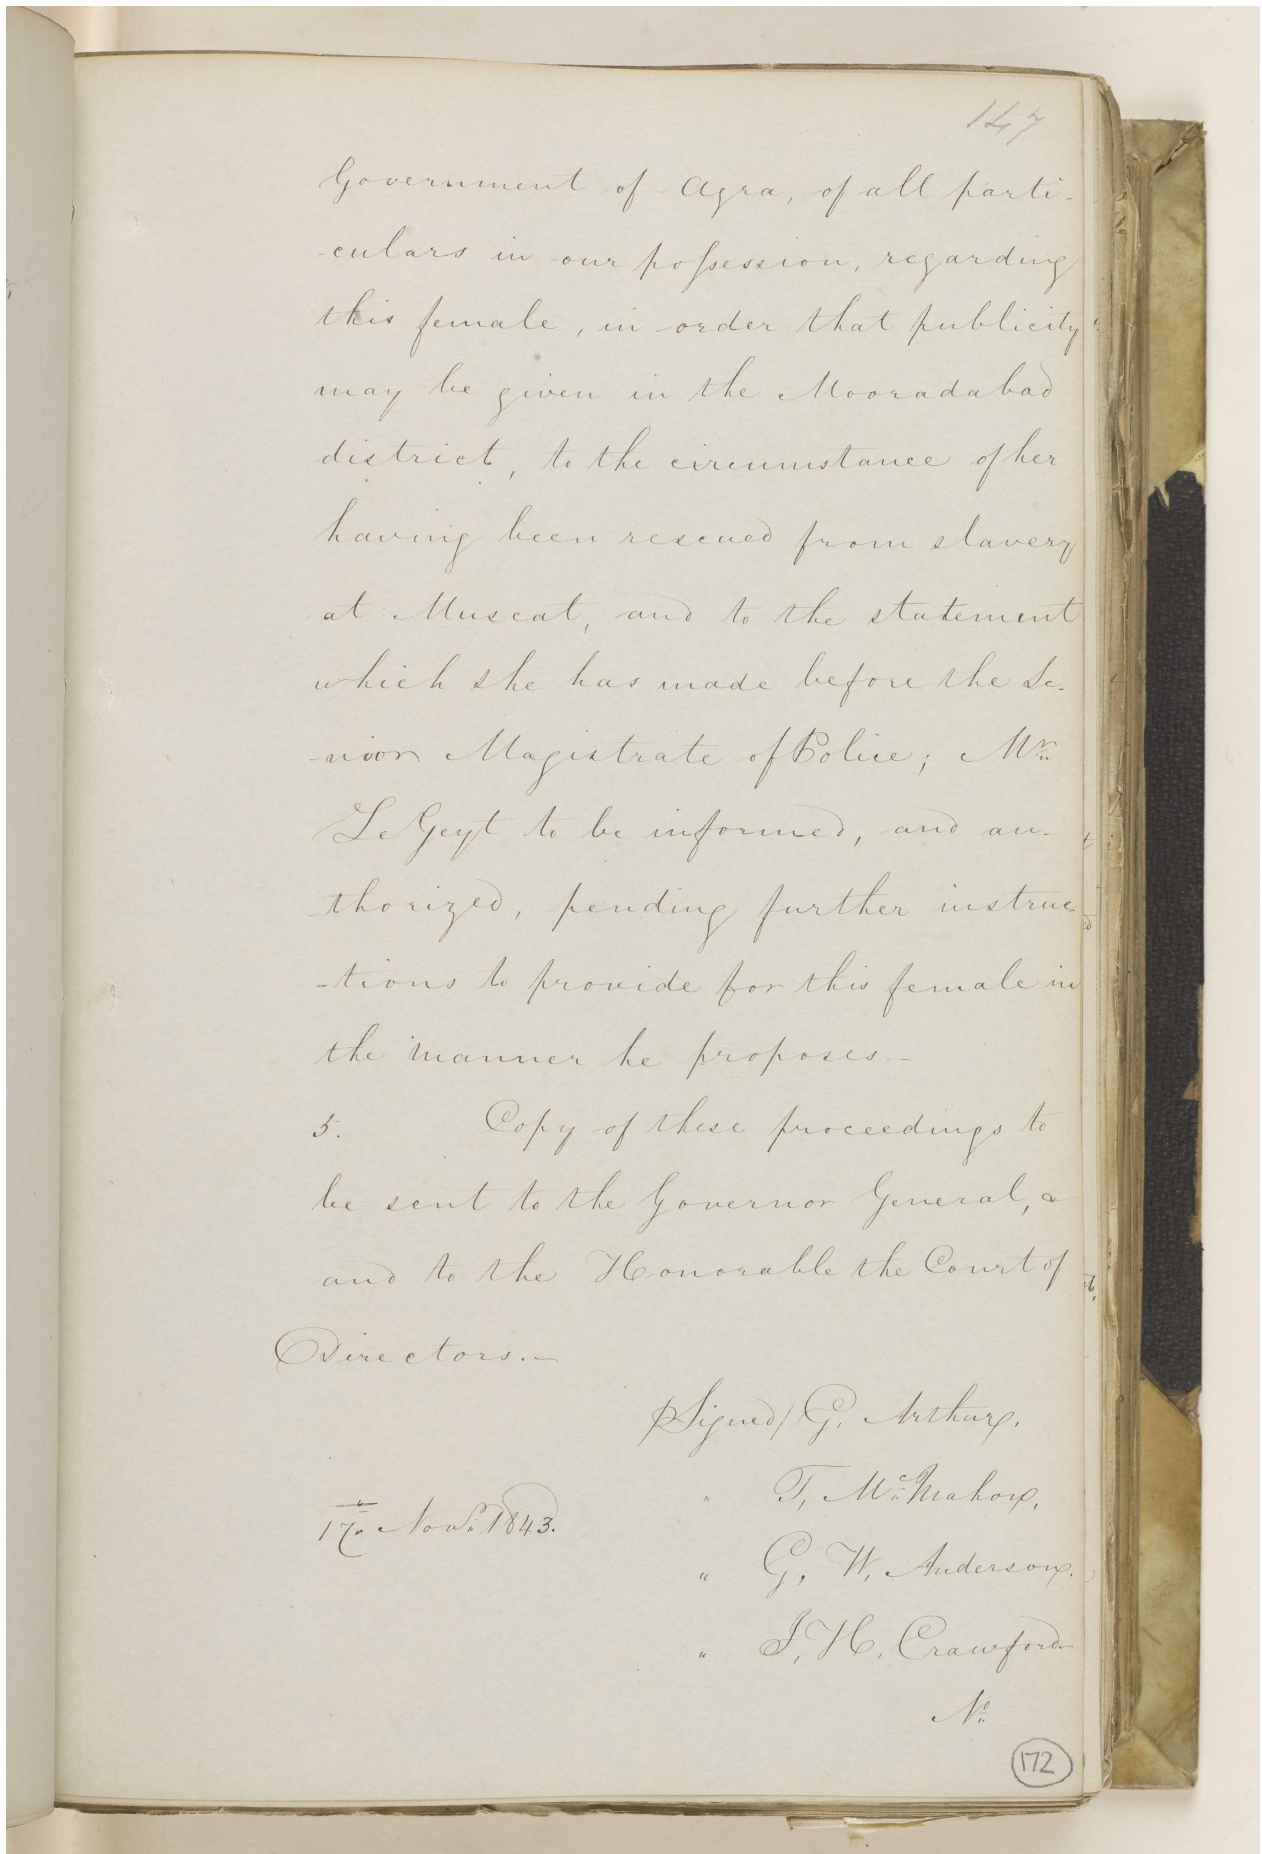 147
Government of Agra, of all parti-
-culars in our possession, regarding
this female, in order that publicity
may be given in the Mooradabad
district, to the circumstance of her
having been rescued from slavery
at Muscat, and to the statement
which she has made before the Se-
-nior Magistrate of Police; Mr.
LeGeyt to be informed, and au-
-thorized, pending further instruc-
-tions to provide for this female in
the manner he proposes.-
5. Copy of these proceedings to
be sent to the Governor General, &
and to the Honorable the Court of
Directors.-
/Signed/ G. Arthur.
" T, McMahon,
17th Novr. 1843.
" G. W. Anderson.
" J, H, Crawford
No.
172